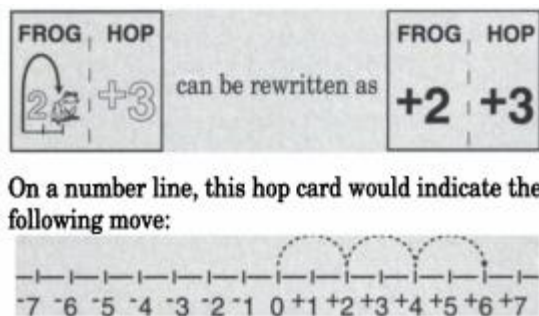 FROG HOP FROG HOP
2 +3 can be rewritten as +2 +3
On a number line, this hop card would indicate the
following move:
-7 -6 -5 -4 -3 -2 -1 0 +1 +2 +3 +4 +5 +6 +7